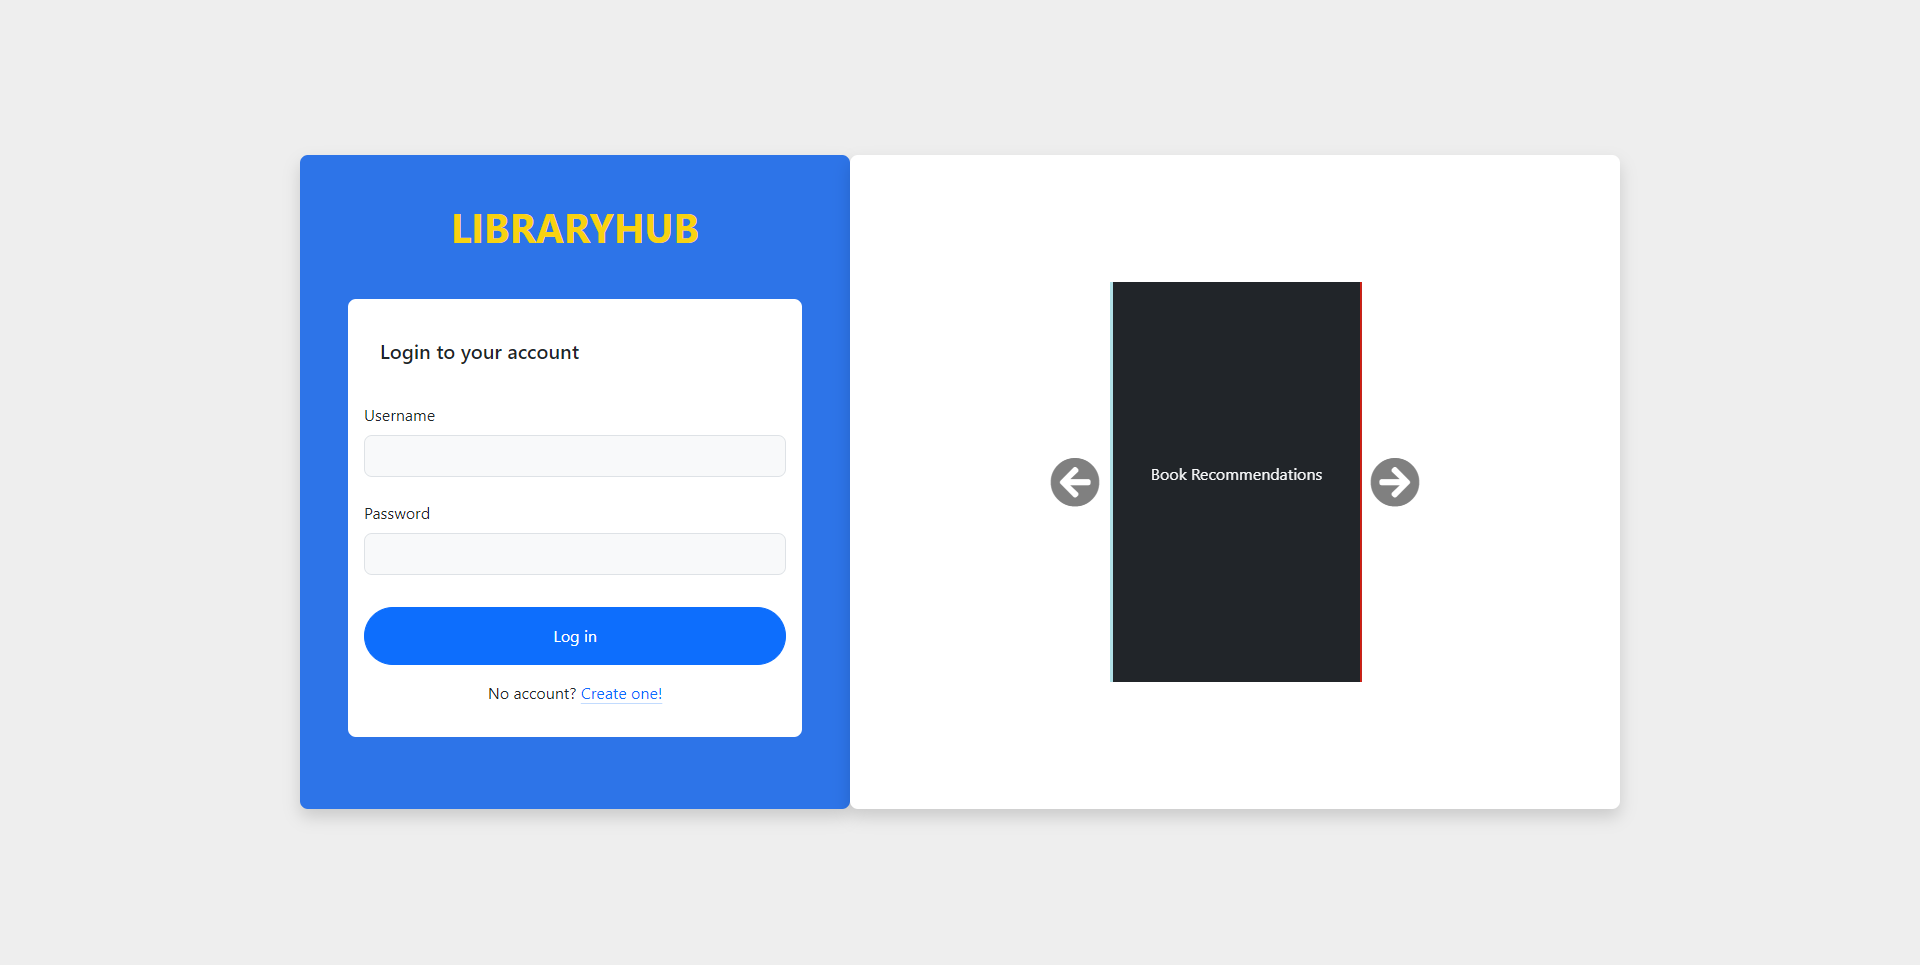 LIBRARYHUB
Login to your account
Username
Password
Log in
No account? Create one!
Book Recommendations